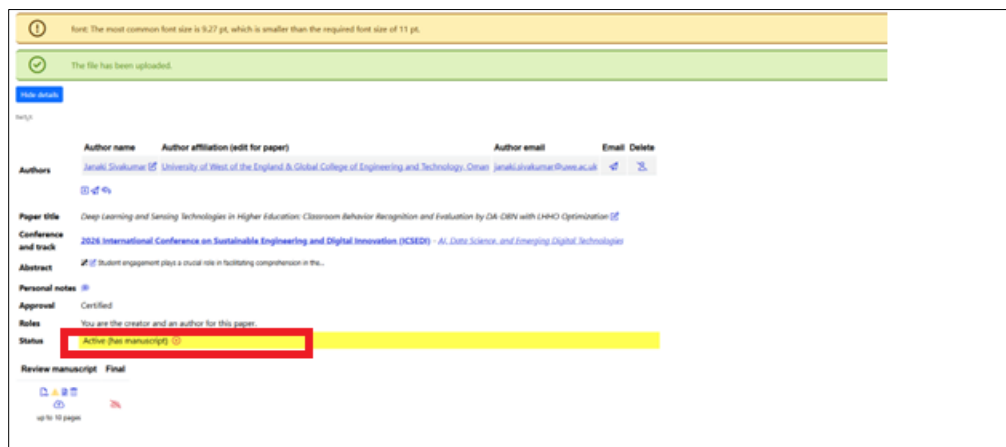 font: The most common font size is 9.27 pt, which is smaller than the required font size of 11 pt.
The file has been uploaded.
Hide details
Author name Author affiliation (edit for paper) Author email Email Delete
Authors Janaki Sivakumar University of West of the England & Global College of Engineering and Technology, Oman janaki.sivakumar@uwe.ac.uk
Paper title Deep Learning and Sensing Technologies in Higher Education: Classroom Behavior Recognition and Evaluation by DA-DBN with LHHO Optimization
Conference and track 2026 International Conference on Sustainable Engineering and Digital Innovation (ICSEDI) - AI, Data Science, and Emerging Digital Technologies
Abstract Student engagement plays a crucial role in facilitating comprehension in the...
Personal notes
Approval Certified
Roles You are the creator and an author for this paper.
Status Active (has manuscript)
Review manuscript Final
up to 10 pages